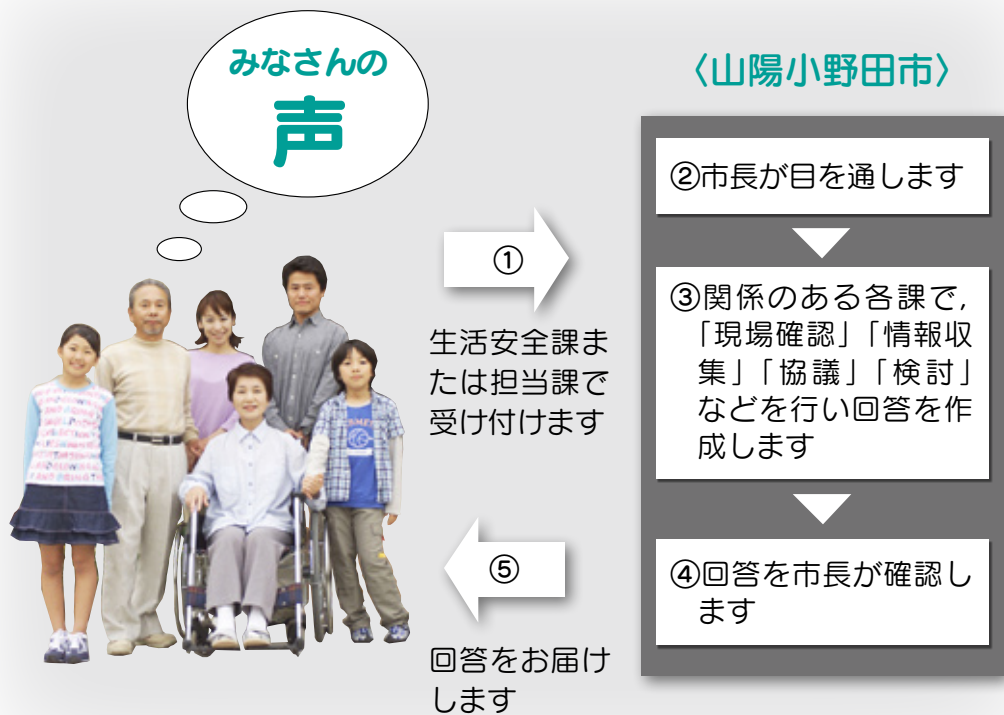 みなさんの
声
〈山陽小野田市〉
①
生活安全課ま
たは担当課で
受け付けます
②市長が目を通します
③関係のある各課で,
「現場確認」「情報収
集」「協議」「検討」
などを行い回答を作
成します
④回答を市長が確認し
ます
⑤
回答をお届け
します